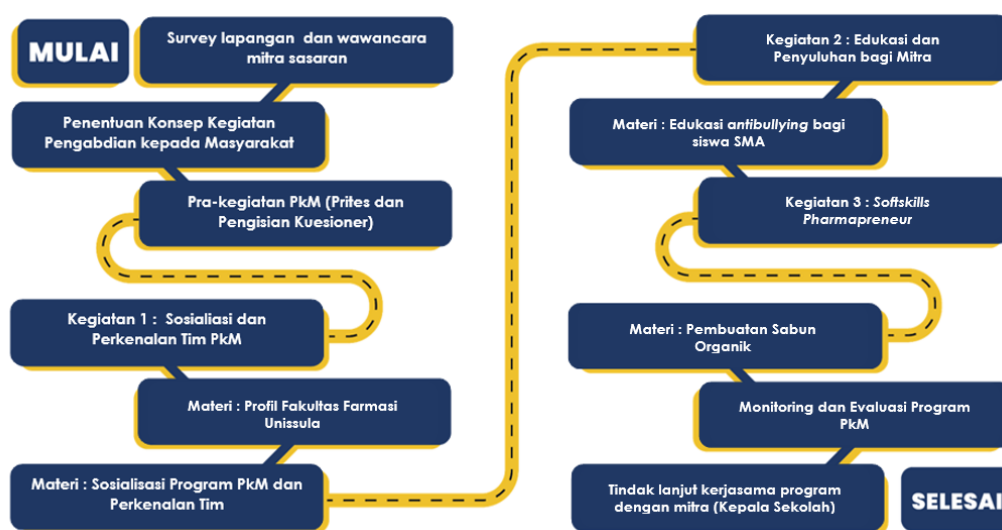 MULAI
Survey lapangan dan wawancara
mitra sasaran
Penentuan Konsep Kegiatan
Pengabdian kepada Masyarakat
Pra-kegiatan PkM (Prites dan
Pengisian Kuesioner)
Kegiatan 1 : Sosialiasi dan
Perkenalan Tim PkM
Materi : Profil Fakultas Farmasi
Unissula
Materi : Sosialisasi Program PkM dan
Perkenalan Tim
Kegiatan 2 : Edukasi dan
Penyuluhan bagi Mitra
Materi : Edukasi antibullying bagi
siswa SMA
Kegiatan 3 : Softskills
Pharmapreneur
Materi : Pembuatan Sabun
Organik
Monitoring dan Evaluasi Program
PkM
Tindak lanjut kerjasama program
dengan mitra (Kepala Sekolah)
SELESAI